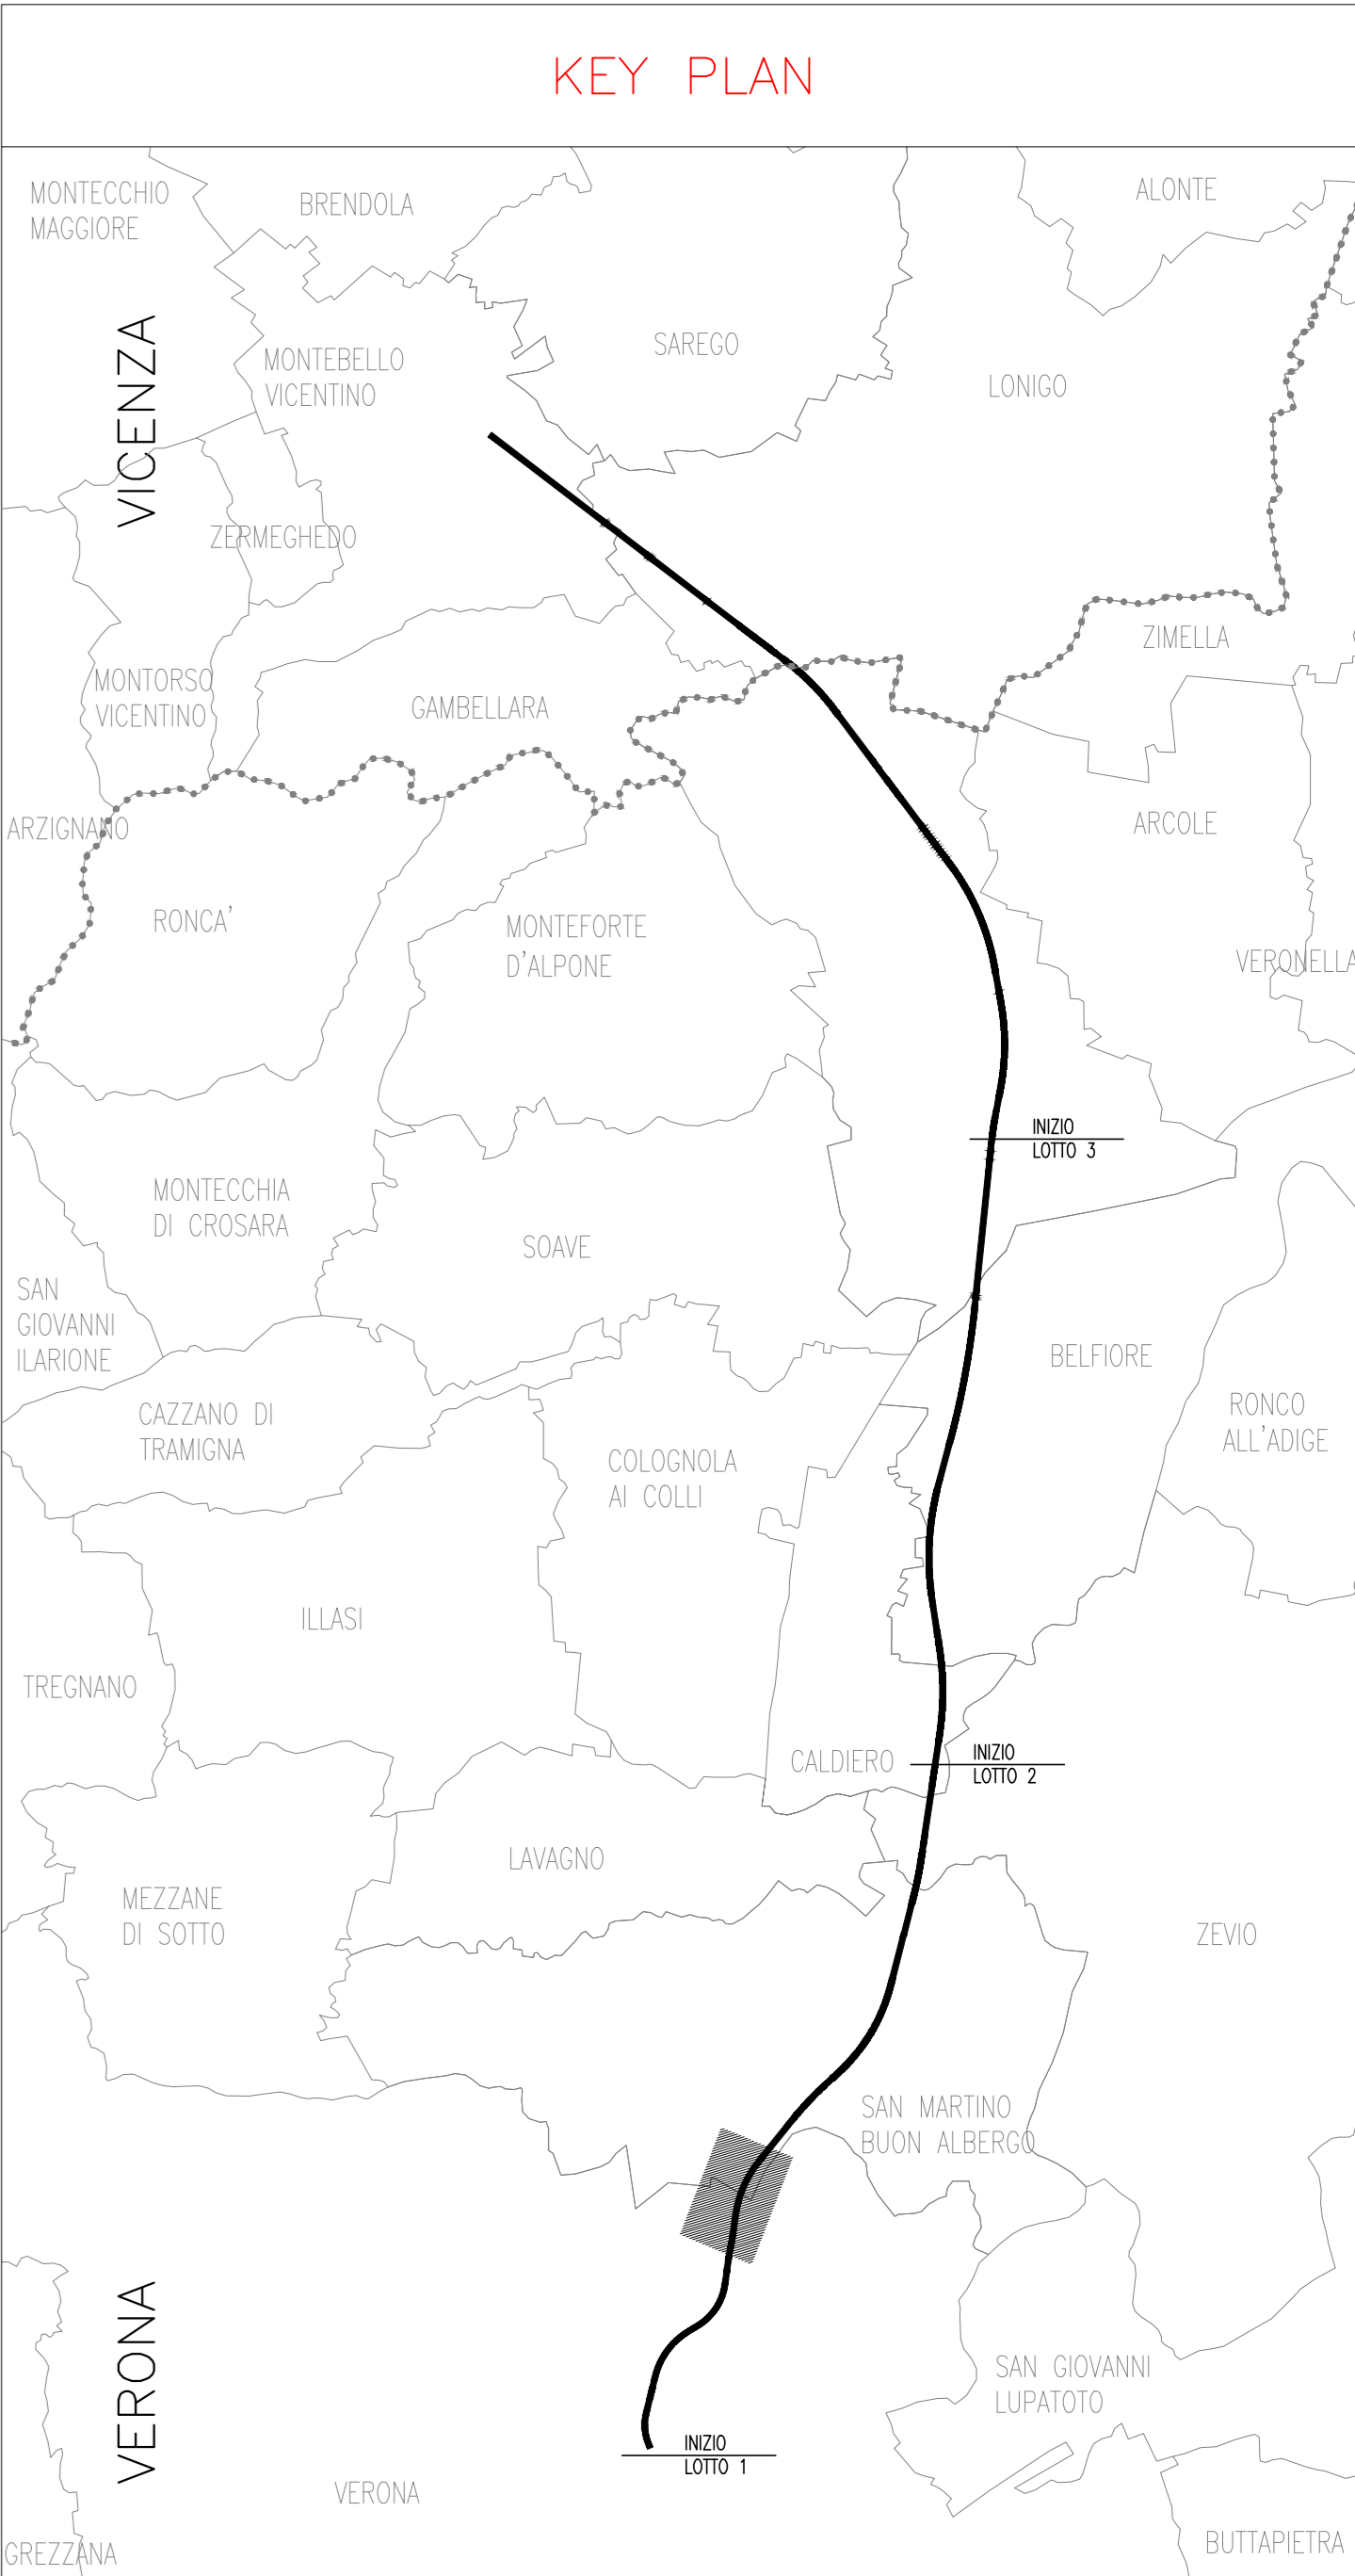 KEY PLAN
MONTECCHIO
MAGGIORE
BRENDOLA
ALONTE
VICENZA
MONTEBELLO
VICENTINO
SAREGO
LONIGO
ZERMEGHEDO
ZIMELLA
MONTORSO
VICENTINO
GAMBELLARA
ARZIGNANO
ARCOLE
RONCA'
MONTEFORTE
D'ALPONE
VERONELLA
INIZIO
LOTTO 3
MONTECCHIA
DI CROSARA
SOAVE
SAN
GIOVANNI
ILARIONE
BELFIORE
CAZZANO DI
TRAMIGNA
RONCO
ALL'ADIGE
COLOGNOLA
AI COLLI
ILLASI
TREGNANO
CALDIERO
INIZIO
LOTTO 2
LAVAGNO
MEZZANE
DI SOTTO
ZEVIO
SAN MARTINO
BUON ALBERGO
VERONA
SAN GIOVANNI
LUPATOTO
INIZIO
LOTTO 1
VERONA
GREZZANA
BUTTAPIETRA